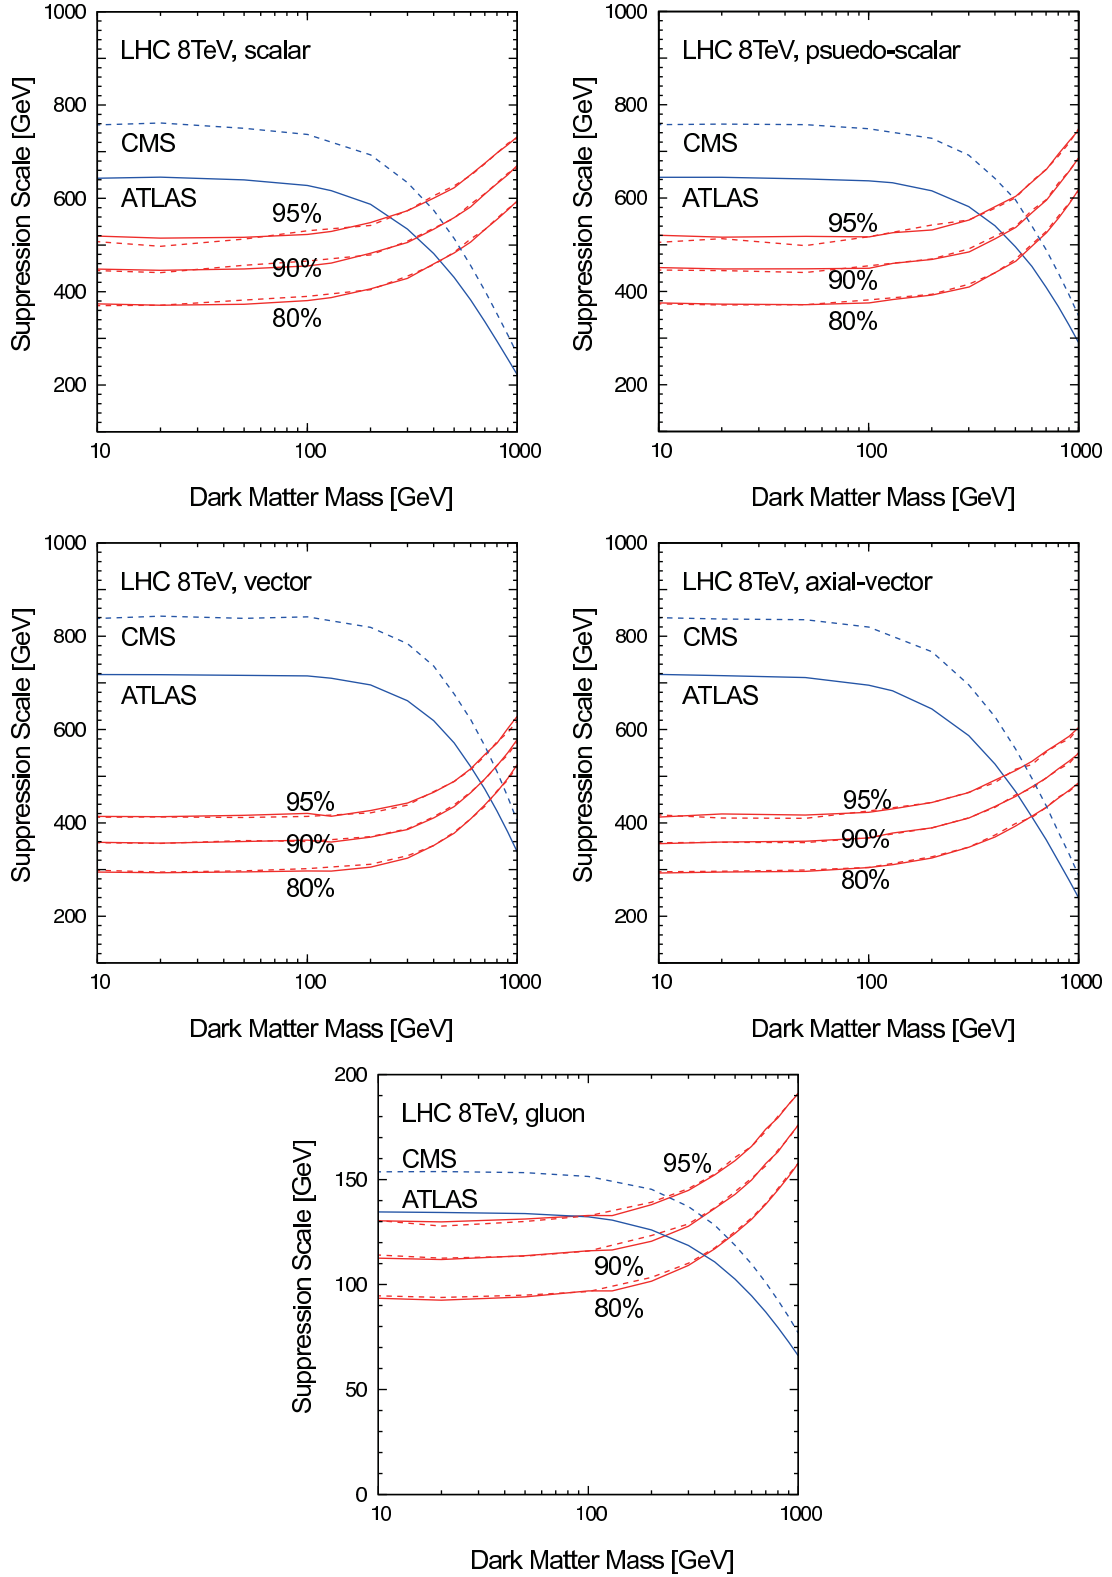 LHC 8TeV, scalar
Suppression Scale [GeV]
1000
800
600
400
200
CMS
ATLAS
95%
90%
80%
10
100
1000
Dark Matter Mass [GeV]
LHC 8TeV, psuedo-scalar
Suppression Scale [GeV]
1000
800
600
400
200
CMS
ATLAS
95%
90%
80%
10
100
1000
Dark Matter Mass [GeV]
LHC 8TeV, vector
Suppression Scale [GeV]
1000
800
600
400
200
CMS
ATLAS
95%
90%
80%
10
100
1000
Dark Matter Mass [GeV]
LHC 8TeV, axial-vector
Suppression Scale [GeV]
1000
800
600
400
200
CMS
ATLAS
95%
90%
80%
10
100
1000
Dark Matter Mass [GeV]
LHC 8TeV, gluon
Suppression Scale [GeV]
200
150
100
50
0
CMS
ATLAS
95%
90%
80%
10
100
1000
Dark Matter Mass [GeV]